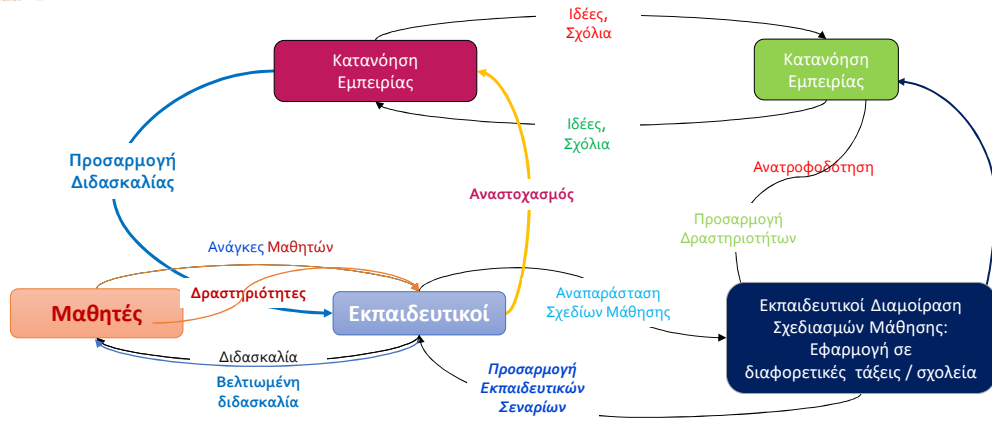 Ιδέες,
Σχόλια
Κατανόηση
Εμπειρίας
Κατανόηση
Εμπειρίας
Ιδέες,
Σχόλια
Προσαρμογή
Διδασκαλίας
Ανατροφοδότηση
Αναστοχασμός
Προσαρμογή
Δραστηριοτήτων
Ανάγκες Μαθητών
Μαθητές
Δραστηριότητες
Εκπαιδευτικοί
Αναπαράσταση
Σχεδίων Μάθησης
Εκπαιδευτικοί Διαμοίραση
Σχεδιασμών Μάθησης:
Εφαρμογή σε
διαφορετικές τάξεις / σχολεία
Διδασκαλία
Βελτιωμένη
διδασκαλία
Προσαρμογή
Εκπαιδευτικών
Σεναρίων